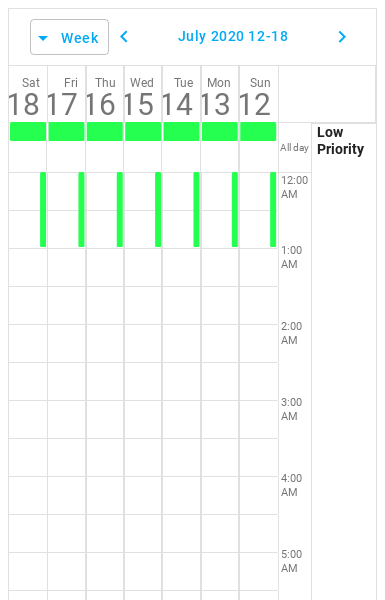 Week
July 2020 12-18
Sat Fri Thu Wed Tue Mon Sun
18 17 16 15 14 13 12
All day
Low
Priority
12:00
AM
1:00
AM
2:00
AM
3:00
AM
4:00
AM
5:00
AM